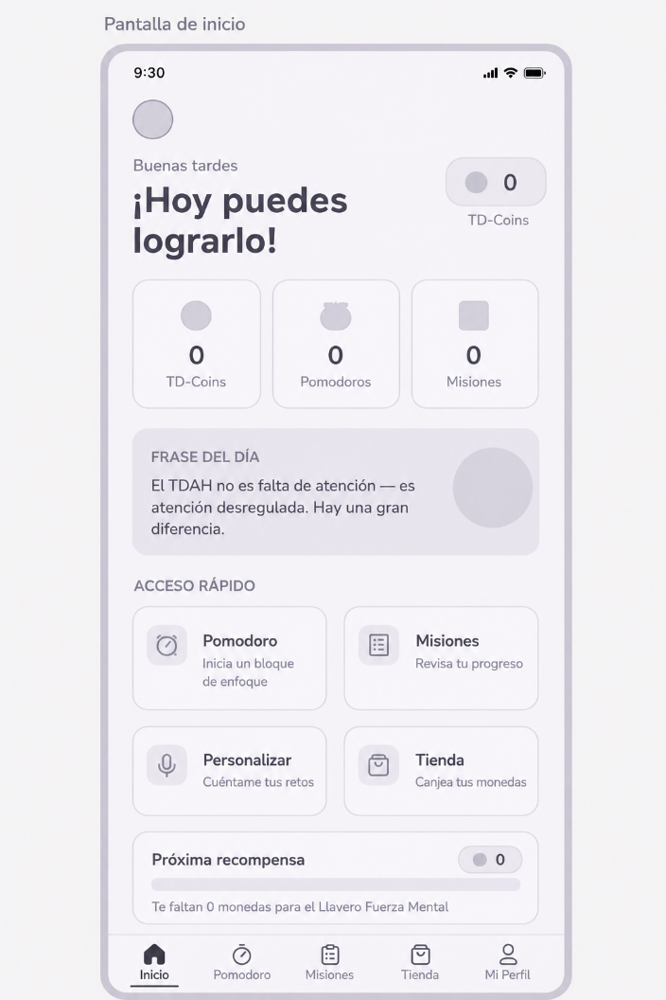 Pantalla de inicio
9:30
Buenas tardes
¡Hoy puedes
lograrlo!
0
TD-Coins
0
TD-Coins
0
Pomodoros
0
Misiones
FRASE DEL DÍA
El TDAH no es falta de atención — es
atención desregulada. Hay una gran
diferencia.
ACCESO RÁPIDO
Pomodoro
Inicia un bloque
de enfoque
Misiones
Revisa tu progreso
Personalizar
Cuéntame tus retos
Tienda
Canjea tus monedas
Próxima recompensa
0
Te faltan 0 monedas para el Llavero Fuerza Mental
Inicio
Pomodoro
Misiones
Tienda
Mi Perfil